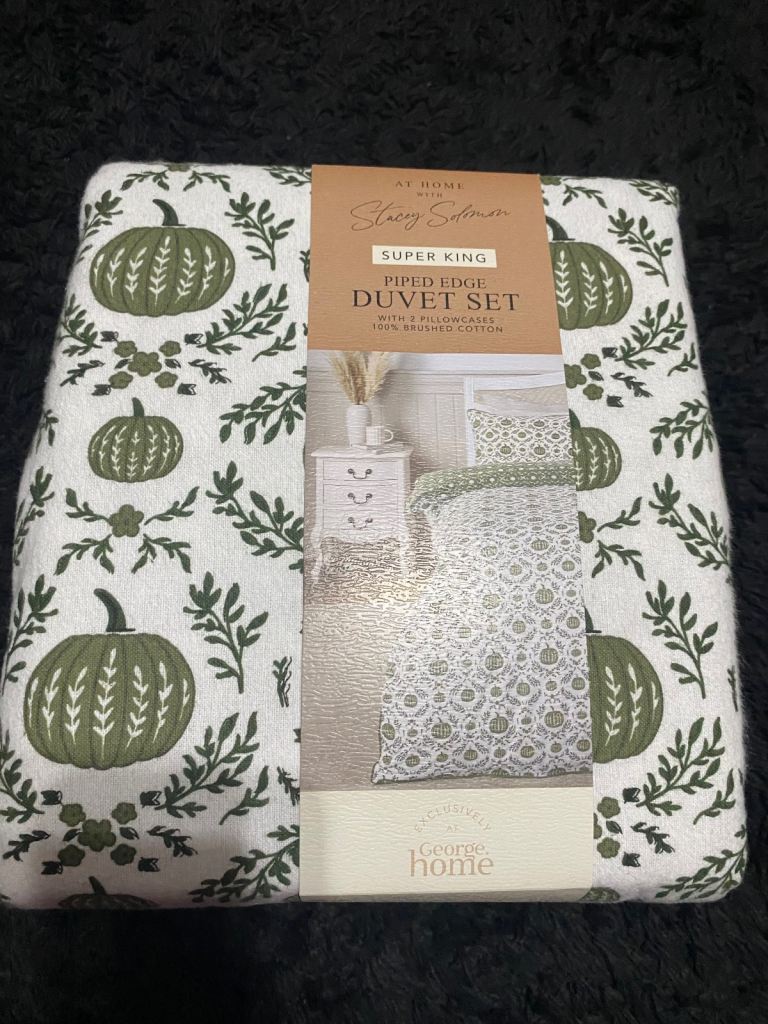 AT HOME
WITH
Stacey Solomon
SUPER KING
PIPED EDGE
DUVET SET
WITH 2 PILLOWCASES
100% BRUSHED COTTON
EXCLUSIVELY
AT
George.
home